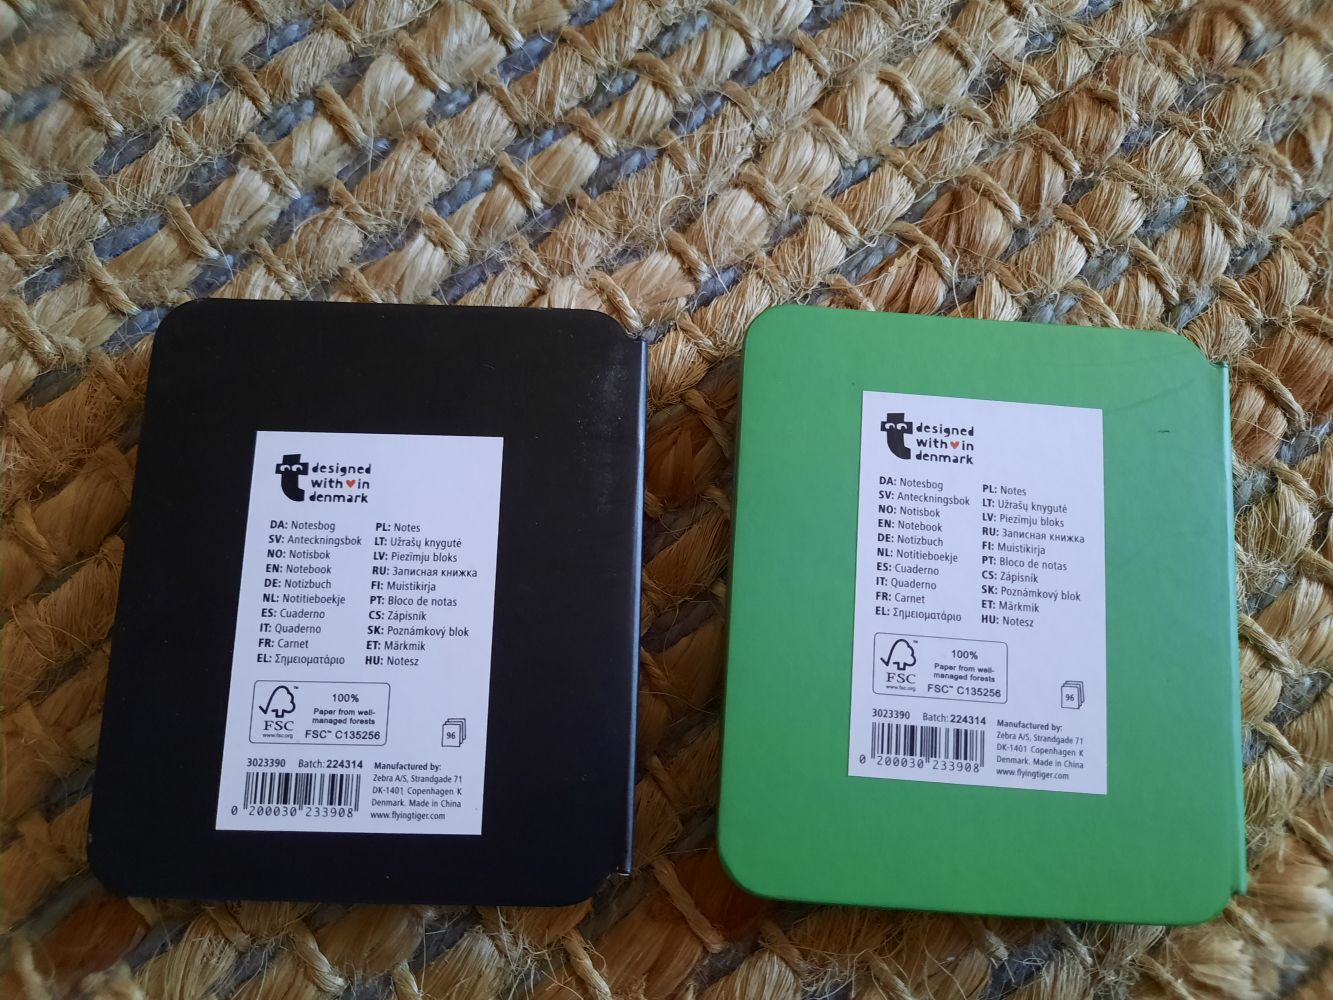 designed
with♥in
denmark
DA: Notesbog
SV: Anteckningsbok
NO: Notisbok
EN: Notebook
DE: Notizbuch
NL: Notitieboekje
ES: Cuaderno
IT: Quaderno
FR: Carnet
EL: Σημειοματάριο
PL: Notes
LT: Užrašų knygutė
LV: Piezīmju bloks
RU: Записная книжка
FI: Muistikirja
PT: Bloco de notas
CS: Zápisník
SK: Poznámkový blok
ET: Märkmik
HU: Notesz
FSC™
www.fsc.org
100%
Paper from well-
managed forests
FSC™ C135256
96
3023390 Batch: 224314
0 200030 233908
Manufactured by:
Zebra A/S, Strandgade 71
DK-1401 Copenhagen K
Denmark. Made in China
www.flyingtiger.com
designed
with♥in
denmark
DA: Notesbog
SV: Anteckningsbok
NO: Notisbok
EN: Notebook
DE: Notizbuch
NL: Notitieboekje
ES: Cuaderno
IT: Quaderno
FR: Carnet
EL: Σημειοματάριο
PL: Notes
LT: Užrašų knygutė
LV: Piezīmju bloks
RU: Записная книжка
FI: Muistikirja
PT: Bloco de notas
CS: Zápisník
SK: Poznámkový blok
ET: Märkmik
HU: Notesz
FSC™
www.fsc.org
100%
Paper from well-
managed forests
FSC™ C135256
96
3023390 Batch: 224314
0 200030 233908
Manufactured by:
Zebra A/S, Strandgade 71
DK-1401 Copenhagen K
Denmark. Made in China
www.flyingtiger.com